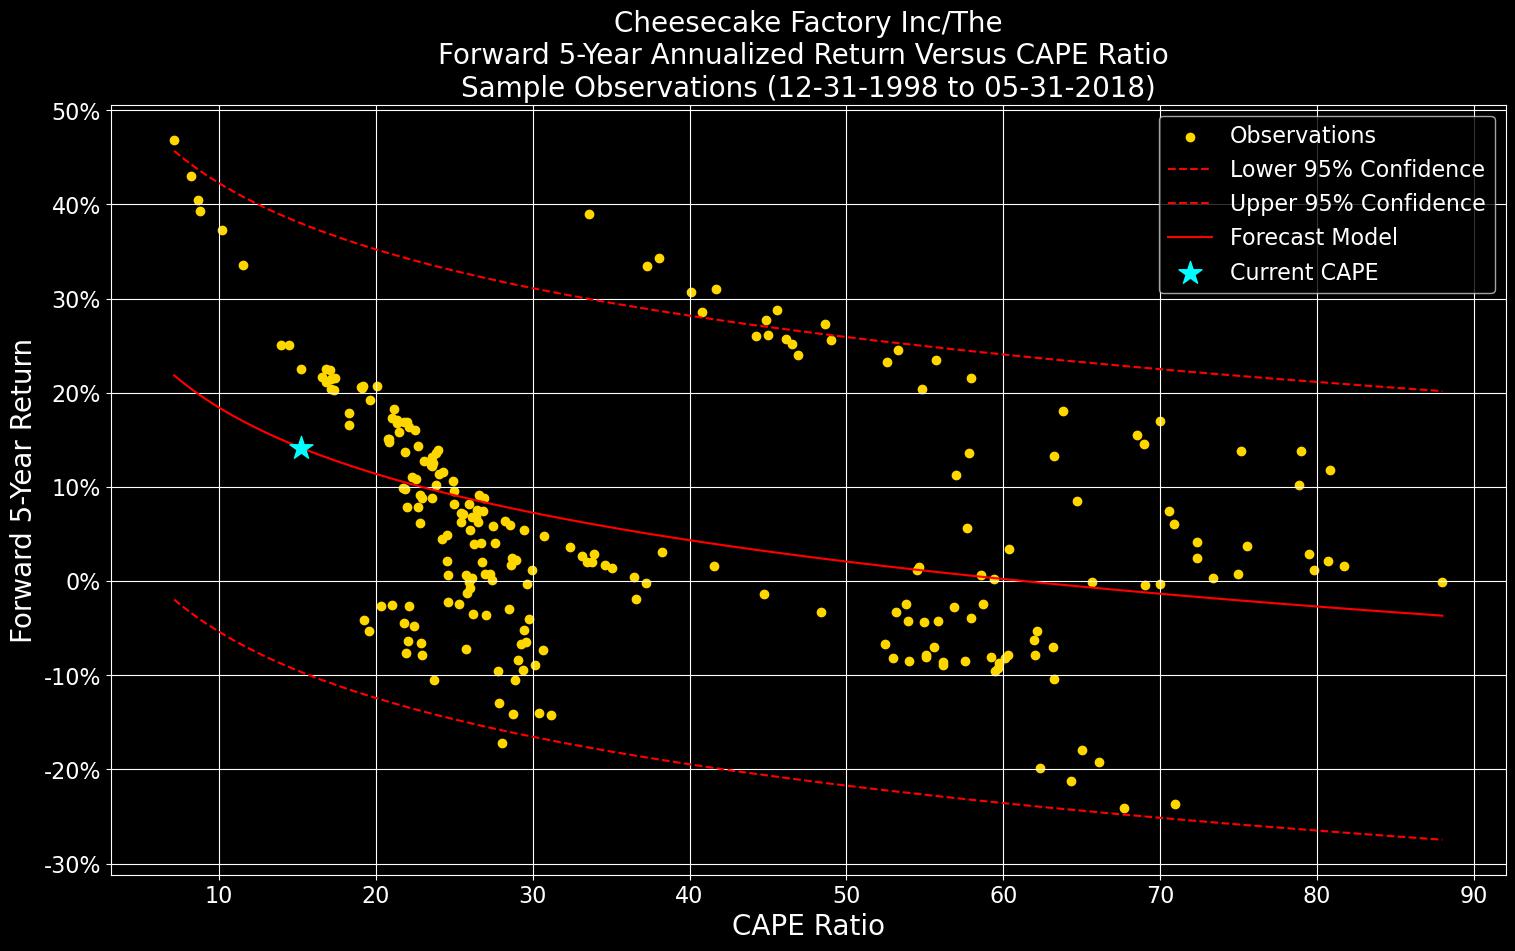 Cheesecake Factory Inc/The
Forward 5-Year Annualized Return Versus CAPE Ratio
Sample Observations (12-31-1998 to 05-31-2018)
Forward 5-Year Return
50%
40%
30%
20%
10%
0%
-10%
-20%
-30%
Observations
Lower 95% Confidence
Upper 95% Confidence
Forecast Model
Current CAPE
10 20 30 40 50 60 70 80 90
CAPE Ratio